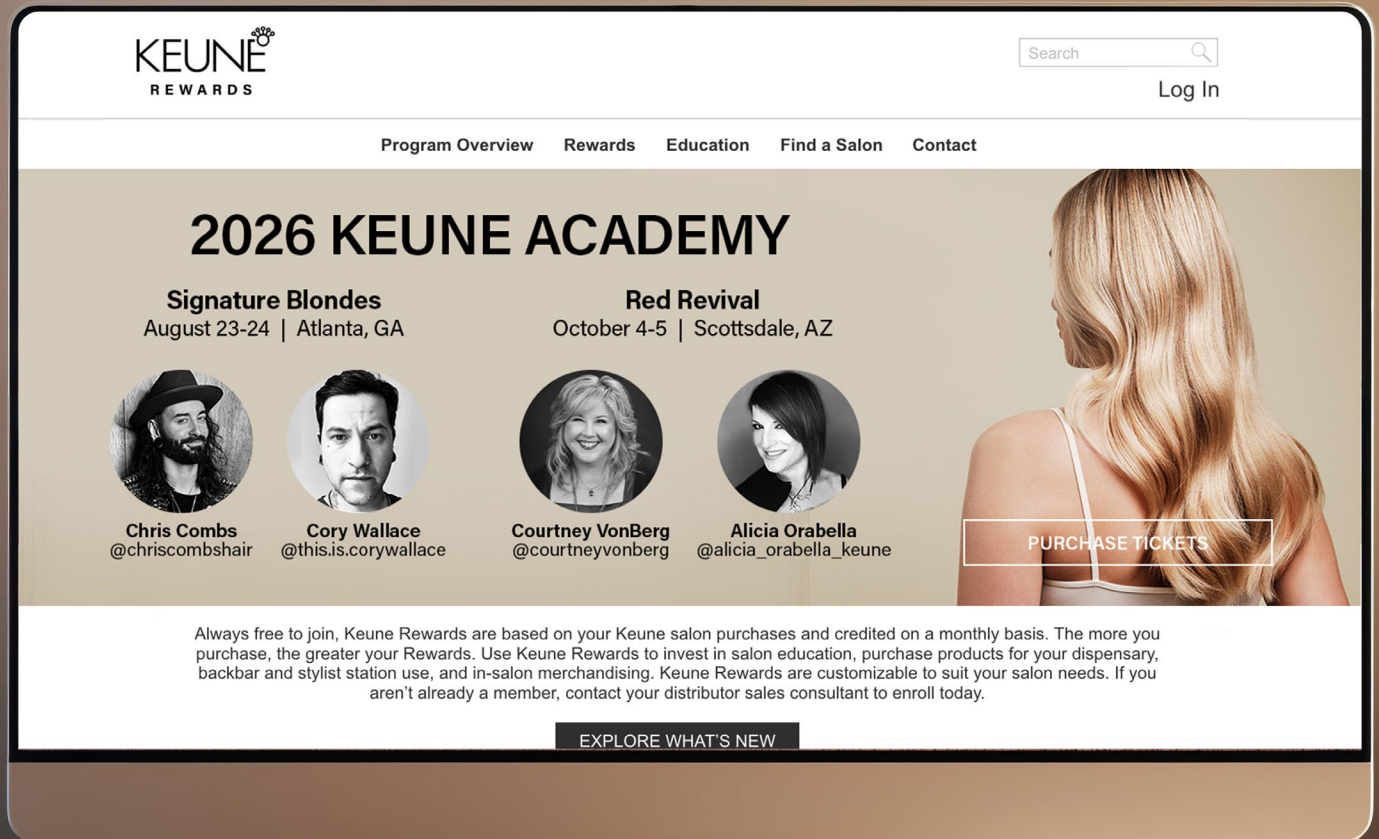 KEUNE
REWARDS
Search
Log In
Program Overview Rewards Education Find a Salon Contact
2026 KEUNE ACADEMY
Signature Blondes
August 23-24 | Atlanta, GA
Red Revival
October 4-5 | Scottsdale, AZ
Chris Combs
@chriscombshair
Cory Wallace
@this.is.corywallace
Courtney VonBerg
@courtneyvonberg
Alicia Orabella
@alicia_orabella_keune
PURCHASE TICKETS
Always free to join, Keune Rewards are based on your Keune salon purchases and credited on a monthly basis. The more you
purchase, the greater your Rewards. Use Keune Rewards to invest in salon education, purchase products for your dispensary,
backbar and stylist station use, and in-salon merchandising. Keune Rewards are customizable to suit your salon needs. If you
aren’t already a member, contact your distributor sales consultant to enroll today.
EXPLORE WHAT’S NEW